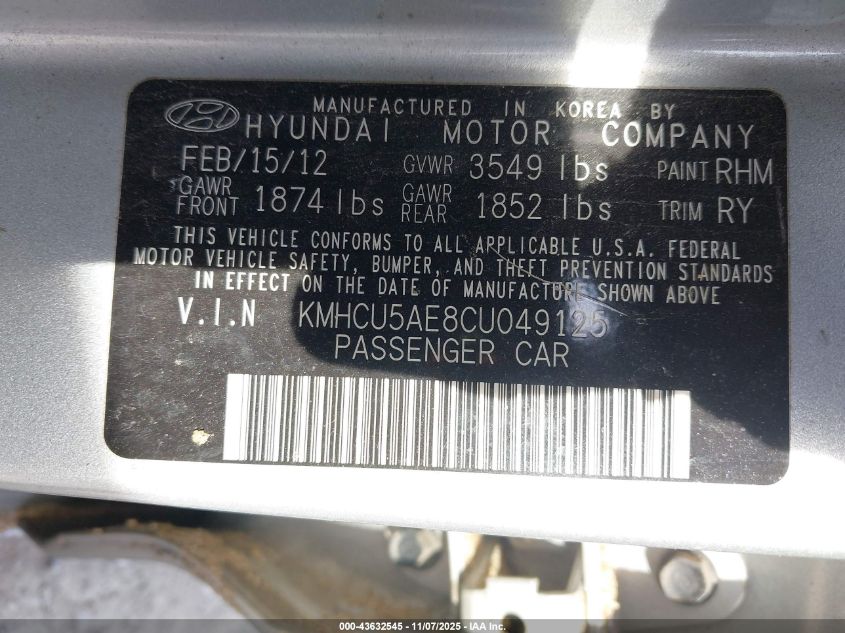 MANUFACTURED IN KOREA BY
HYUNDAI MOTOR COMPANY
FEB/15/12 GVWR 3549 lbs PAINT RHM
GAWR FRONT 1874 lbs GAWR REAR 1852 lbs TRIM RY
THIS VEHICLE CONFORMS TO ALL APPLICABLE U.S.A. FEDERAL
MOTOR VEHICLE SAFETY, BUMPER, AND THEFT PREVENTION STANDARDS
IN EFFECT ON THE DATE OF MANUFACTURE SHOWN ABOVE
V.I.N KMHCU5AE8CU049125
PASSENGER CAR
000-43632545 - 11/07/2025 - IAA Inc.